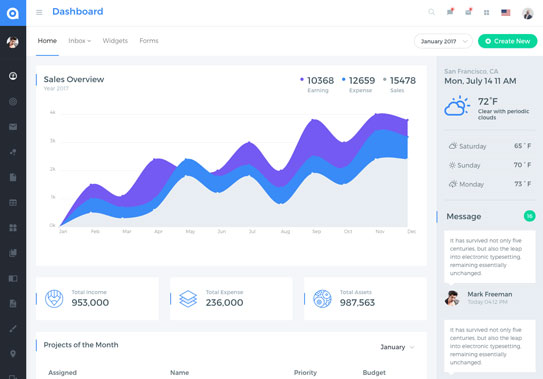 Dashboard
Home Inbox Widgets Forms
January 2017
Create New
Sales Overview
Year 2017
10368 12659 15478
Earning Expense Sales
4k
3k
2k
1k
0k
Jan Feb Mar Apr May Jun Jul Aug Sep Oct Nov Dec
San Francisco, CA
Mon, July 14 11 AM
72°F
Clear with periodic
clouds
Saturday 65 °F
Sunday 70 °F
Monday 73 °F
Message 16
It has survived not only five
centuries, but also the leap
into electronic typesetting,
remaining essentially
unchanged.
Mark Freeman
Today 04:12 PM
It has survived not only five
centuries, but also the leap
into electronic typesetting,
remaining essentially
unchanged.
Total Income
953,000
Total Expense
236,000
Total Assets
987,563
Projects of the Month
January
Assigned Name Priority Budget